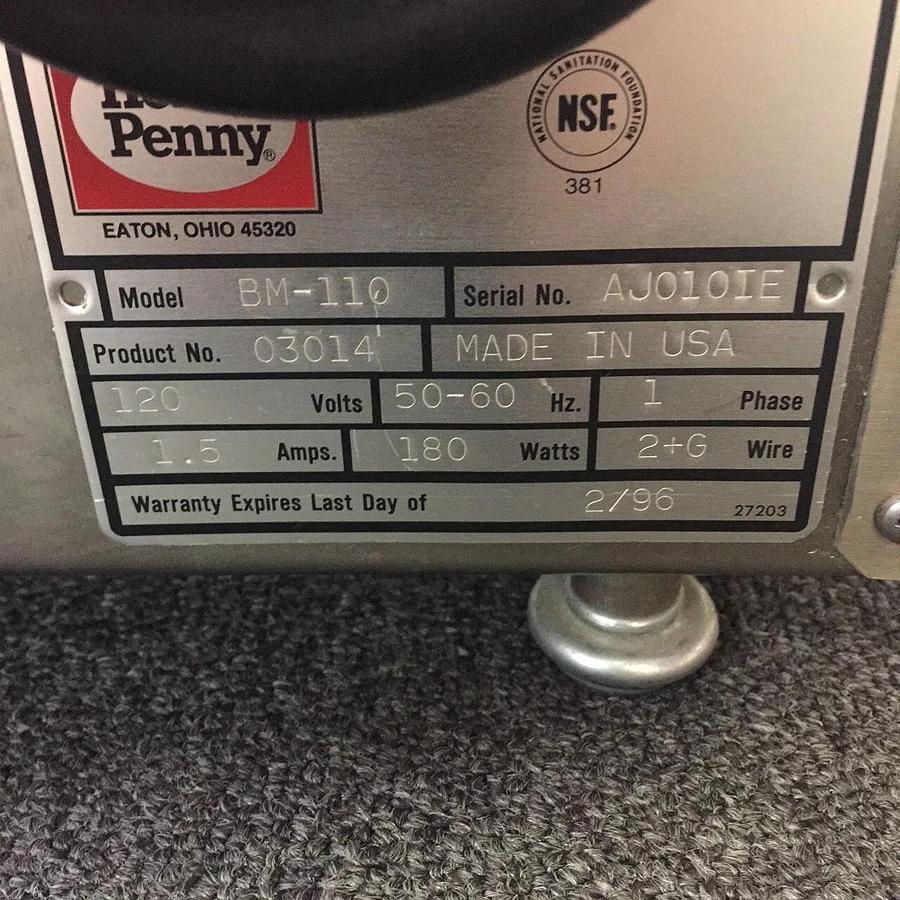 Penny®
EATON, OHIO 45320
NATIONAL SANITATION FOUNDATION
NSF®
381
Model BM-110 Serial No. AJ010IE
Product No. 03014 MADE IN USA
120 Volts 50-60 Hz. 1 Phase
1.5 Amps. 180 Watts 2+G Wire
Warranty Expires Last Day of 2/96 27203